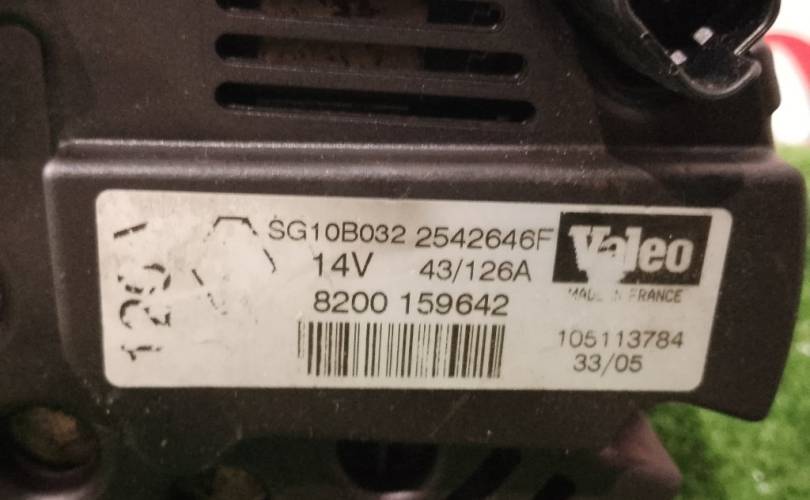 SG10B032 2542646F
Valeo
14V 43/126A
MADE IN FRANCE
8200 159642
105113784
33/05